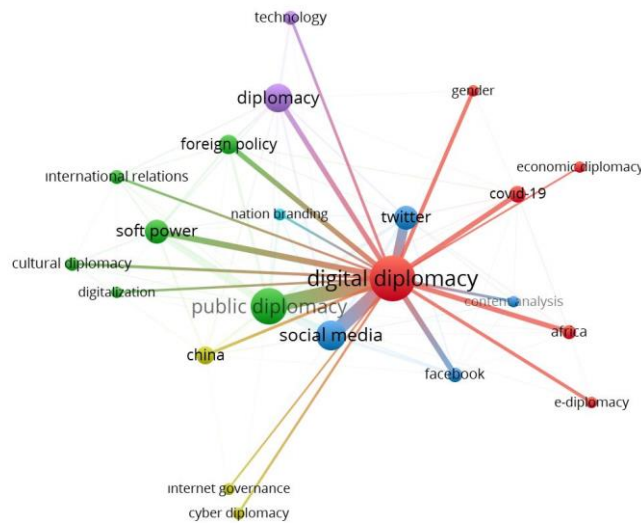 technology
diplomacy
gender
foreign policy
economic diplomacy
international relations
covid-19
nation branding
twitter
soft power
cultural diplomacy
digital diplomacy
digitalization
public diplomacy
content analysis
social media
africa
china
facebook
e-diplomacy
internet governance
cyber diplomacy